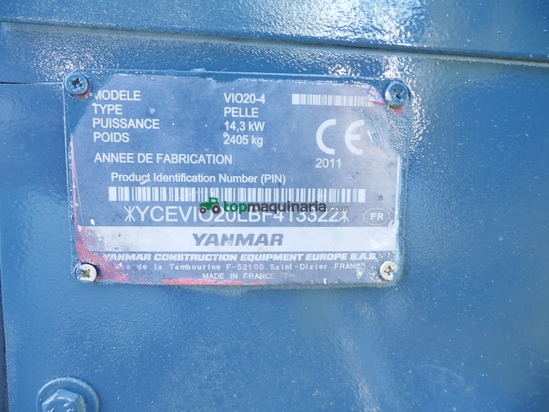 MODELE VIO20-4
TYPE PELLE
PUISSANCE 14,3 kW
POIDS 2405 kg
CE
ANNEE DE FABRICATION 2011
Product Identification Number (PIN)
topmaquinaria.com
*YCEVIO20LBF413322* FR
YANMAR
YANMAR CONSTRUCTION EQUIPMENT EUROPE S.A.S
de la Tambourine F-52100 Saint-Dizier FRANCE
MADE IN FRANCE